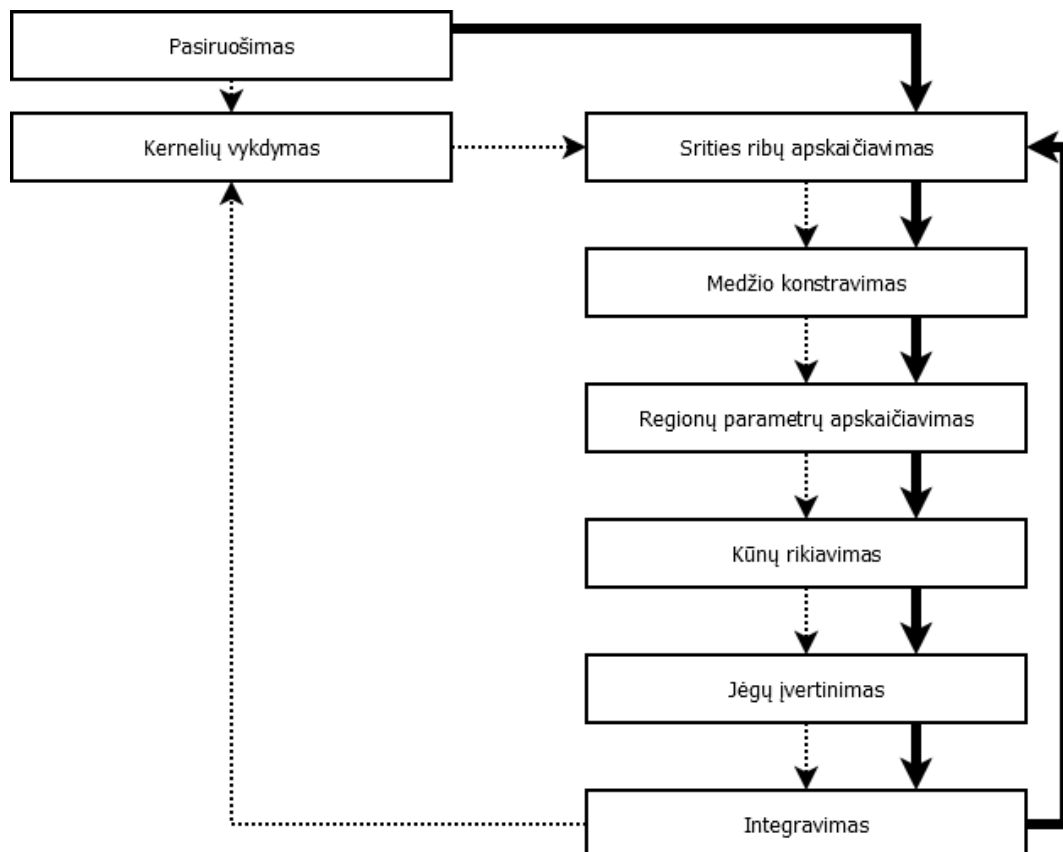 Pasiruošimas
Kernelių vykdymas
Srities ribų apskaičiavimas
Medžio konstravimas
Regionų parametrų apskaičiavimas
Kūnų rikiavimas
Jėgų įvertinimas
Integravimas